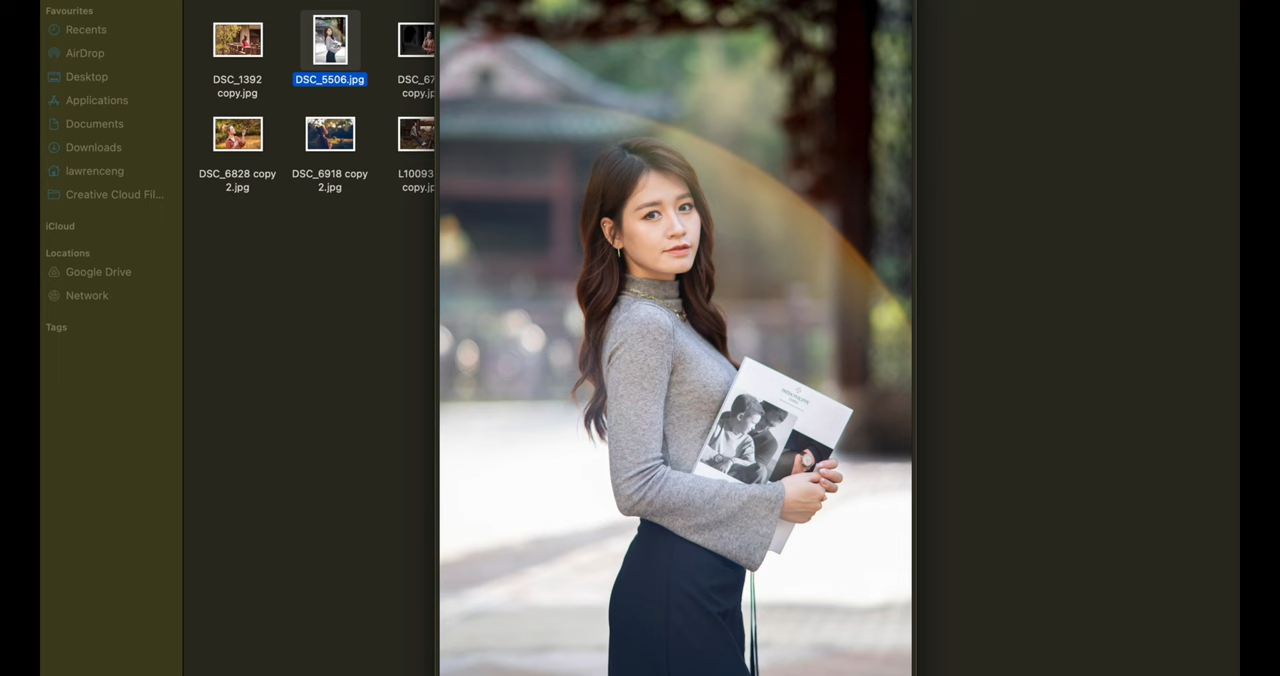 Favourites
Recents
AirDrop
Desktop
Applications
Documents
Downloads
lawrenceng
Creative Cloud Fil...
iCloud
Locations
Google Drive
Network
Tags
DSC_1392
copy.jpg
DSC_5506.jpg
DSC_67
copy.jp
DSC_6828 copy
2.jpg
DSC_6918 copy
2.jpg
L10093
copy.jp